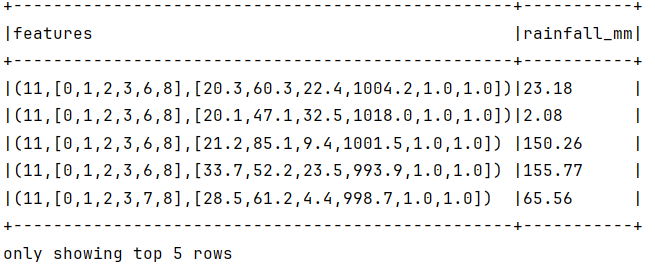 +--------------------------------------------------+-----------+
|features                                          |rainfall_mm|
+--------------------------------------------------+-----------+
|(11,[0,1,2,3,6,8],[20.3,60.3,22.4,1004.2,1.0,1.0])|23.18      |
|(11,[0,1,2,3,6,8],[20.1,47.1,32.5,1018.0,1.0,1.0])|2.08       |
|(11,[0,1,2,3,6,8],[21.2,85.1,9.4,1001.5,1.0,1.0]) |150.26     |
|(11,[0,1,2,3,6,8],[33.7,52.2,23.5,993.9,1.0,1.0]) |155.77     |
|(11,[0,1,2,3,7,8],[28.5,61.2,4.4,998.7,1.0,1.0])  |65.56      |
+--------------------------------------------------+-----------+
only showing top 5 rows